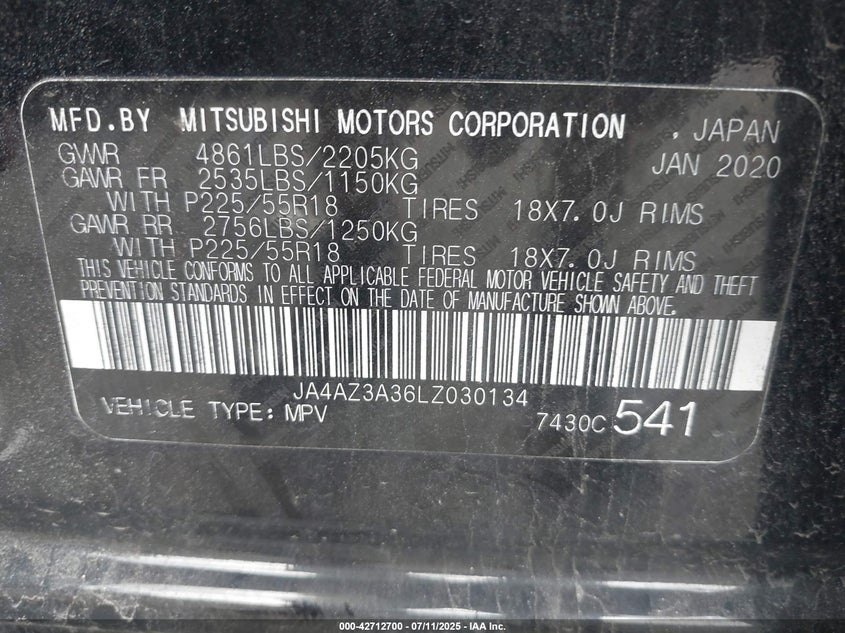 MFD.BY MITSUBISHI MOTORS CORPORATION , JAPAN
GVWR 4861LBS/2205KG JAN 2020
GAWR FR 2535LBS/1150KG
WITH P225/55R18 TIRES 18X7.0J RIMS
GAWR RR 2756LBS/1250KG
WITH P225/55R18 TIRES 18X7.0J RIMS
THIS VEHICLE CONFORMS TO ALL APPLICABLE FEDERAL MOTOR VEHICLE SAFETY AND THEFT
PREVENTION STANDARDS IN EFFECT ON THE DATE OF MANUFACTURE SHOWN ABOVE.
JA4AZ3A36LZ030134
VEHICLE TYPE: MPV 7430C 541
000-42712700 - 07/11/2025 - IAA Inc.